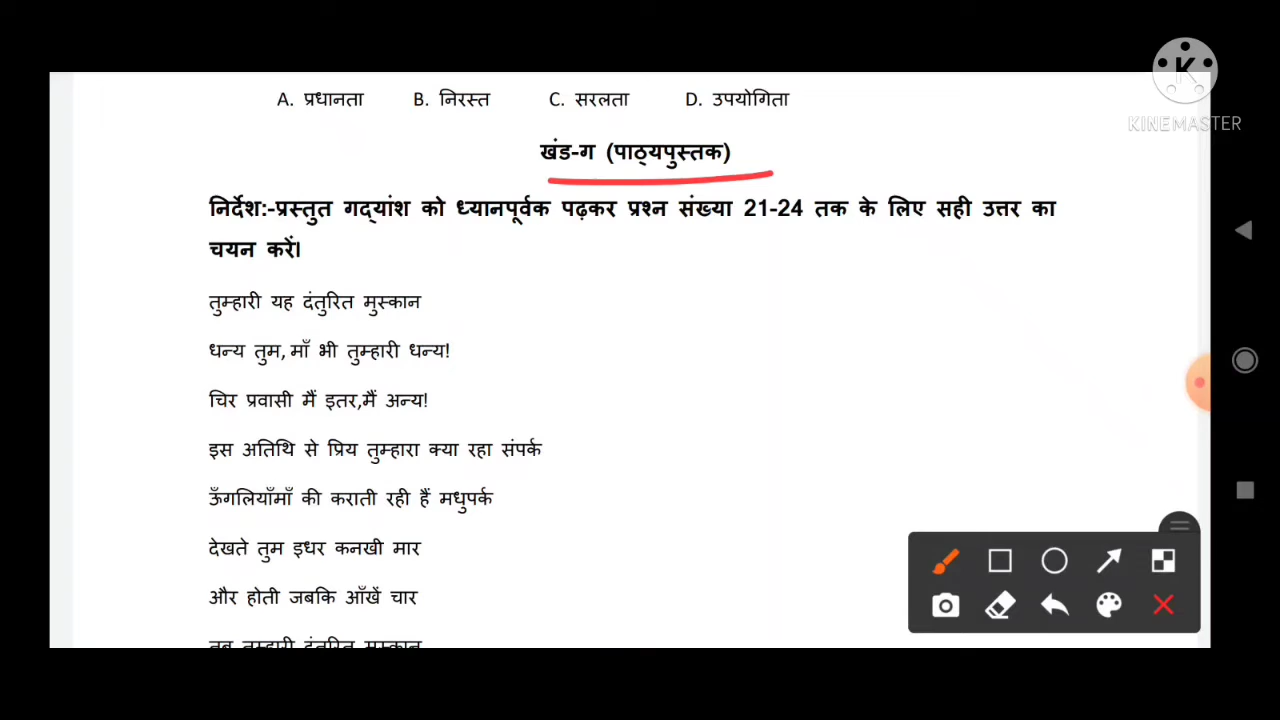 A. प्रधानता B. निरस्त C. सरलता D. उपयोगिता
K
KINEMASTER
खंड-ग (पाठ्यपुस्तक)
निर्देश:-प्रस्तुत गद्यांश को ध्यानपूर्वक पढ़कर प्रश्न संख्या 21-24 तक के लिए सही उत्तर का
चयन करें।
तुम्हारी यह दंतुरित मुस्कान
धन्य तुम, माँ भी तुम्हारी धन्य!
चिर प्रवासी मैं इतर,मैं अन्य!
इस अतिथि से प्रिय तुम्हारा क्या रहा संपर्क
ऊँगलियाँमाँ की कराती रही हैं मधुपर्क
देखते तुम इधर कनखी मार
और होती जबकि आँखें चार
तब तुम्हारी दंतुरित मुस्कान